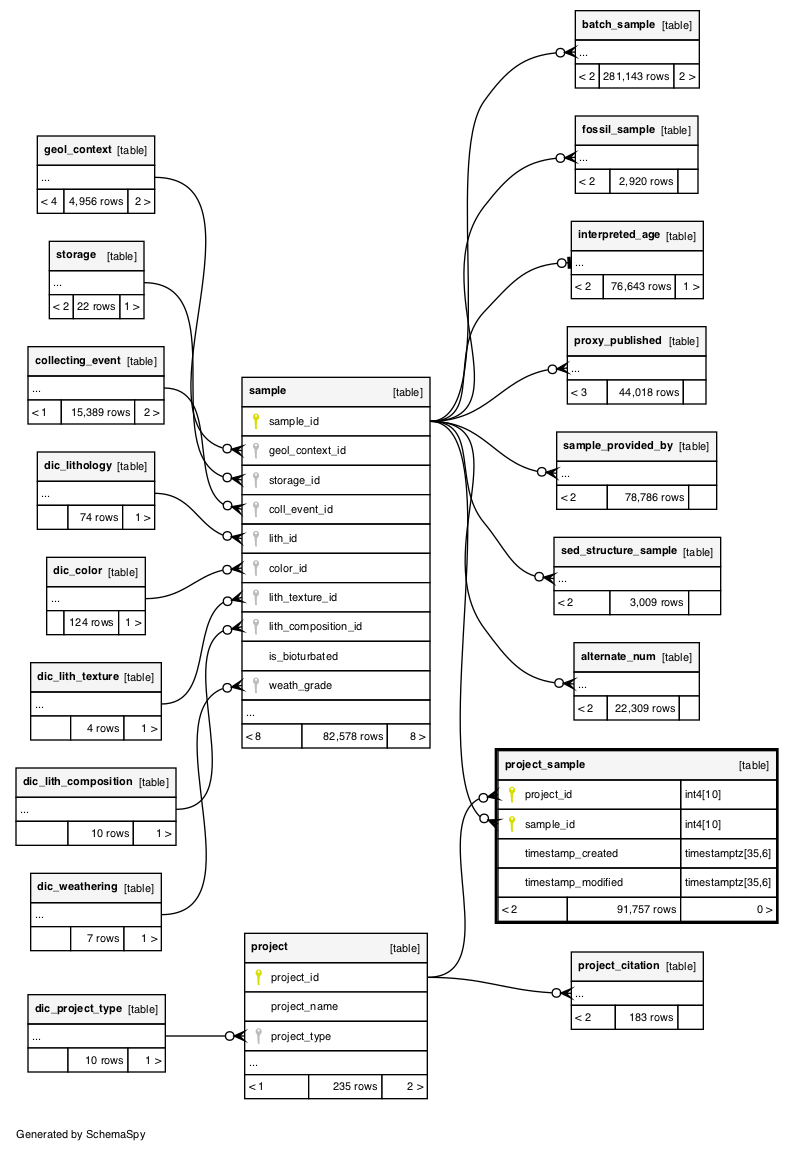 batch_sample [table]
...
< 2 281,143 rows 2 >
geol_context [table]
...
< 4 4,956 rows 2 >
fossil_sample [table]
...
< 2 2,920 rows
storage [table]
...
< 2 22 rows 1 >
interpreted_age [table]
...
< 2 76,643 rows 1 >
collecting_event [table]
...
< 1 15,389 rows 2 >
proxy_published [table]
...
< 3 44,018 rows
sample [table]
sample_id
geol_context_id
storage_id
coll_event_id
lith_id
color_id
lith_texture_id
lith_composition_id
is_bioturbated
weath_grade
...
< 8 82,578 rows 8 >
dic_lithology [table]
...
74 rows 1 >
sample_provided_by [table]
...
< 2 78,786 rows
dic_color [table]
...
124 rows 1 >
sed_structure_sample [table]
...
< 2 3,009 rows
dic_lith_texture [table]
...
4 rows 1 >
alternate_num [table]
...
< 2 22,309 rows
dic_lith_composition [table]
...
10 rows 1 >
project_sample [table]
project_id int4[10]
sample_id int4[10]
timestamp_created timestamptz[35,6]
timestamp_modified timestamptz[35,6]
< 2 91,757 rows 0 >
dic_weathering [table]
...
7 rows 1 >
project [table]
project_id
project_name
project_type
...
< 1 235 rows 2 >
project_citation [table]
...
< 2 183 rows
dic_project_type [table]
...
10 rows 1 >
Generated by SchemaSpy